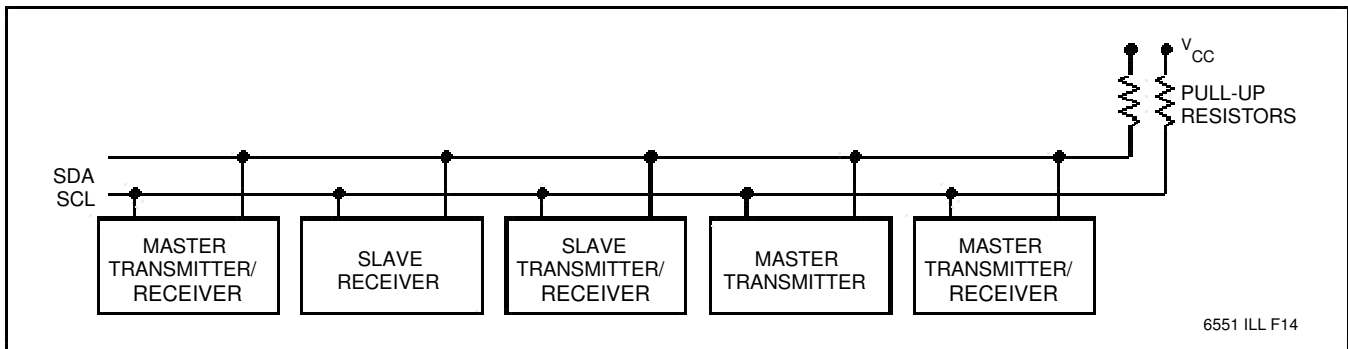 V
CC
PULL-UP
RESISTORS
SDA
SCL
MASTER
TRANSMITTER/
RECEIVER
SLAVE
RECEIVER
SLAVE
TRANSMITTER/
RECEIVER
MASTER
TRANSMITTER
MASTER
TRANSMITTER/
RECEIVER
6551 ILL F14